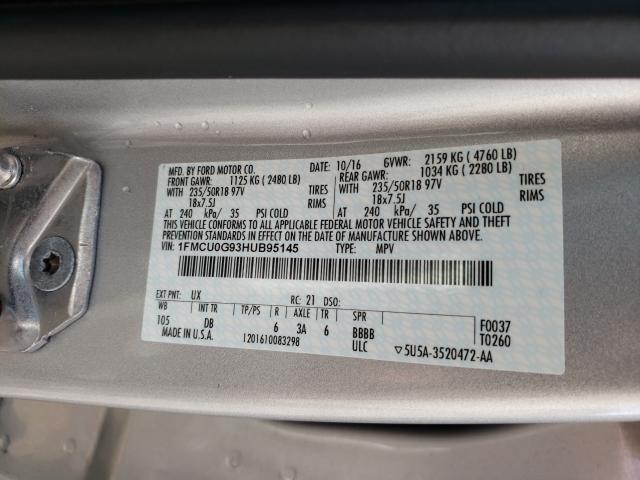 MFD. BY FORD MOTOR CO. DATE: 10/16 GVWR: 2159 KG ( 4760 LB)
FRONT GAWR: 1125 KG ( 2480 LB) REAR GAWR: 1034 KG ( 2280 LB)
WITH 235/50R18 97V TIRES WITH 235/50R18 97V TIRES
18x7.5J RIMS 18x7.5J RIMS
AT 240 kPa/ 35 PSI COLD AT 240 kPa/ 35 PSI COLD
THIS VEHICLE CONFORMS TO ALL APPLICABLE FEDERAL MOTOR VEHICLE SAFETY AND THEFT PREVENTION STANDARDS IN EFFECT ON
THE DATE OF MANUFACTURE SHOWN ABOVE.
VIN: 1FMCU0G93HUB95145 TYPE: MPV
EXT PNT: UX RC: 21 DSO:
WB INT TR TP/PS R AXLE TR SPR F0037
105 DB 6 3A 6 BBBB T0260
MADE IN U.S.A. 1201610083298 ULC ▽5U5A-3520472-AA